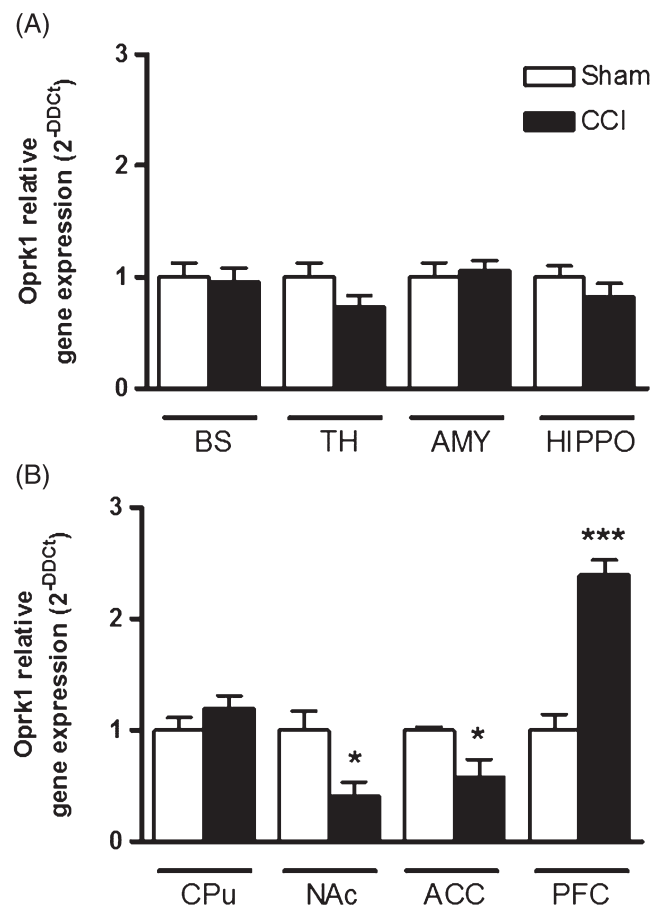 (A)
3
Sham
CCI
2
1
0
Oprk1 relative
gene expression (2-DDCt)
BS TH AMY HIPPO
(B)
3
***
2
1
*
*
0
Oprk1 relative
gene expression (2-DDCt)
CPu NAc ACC PFC